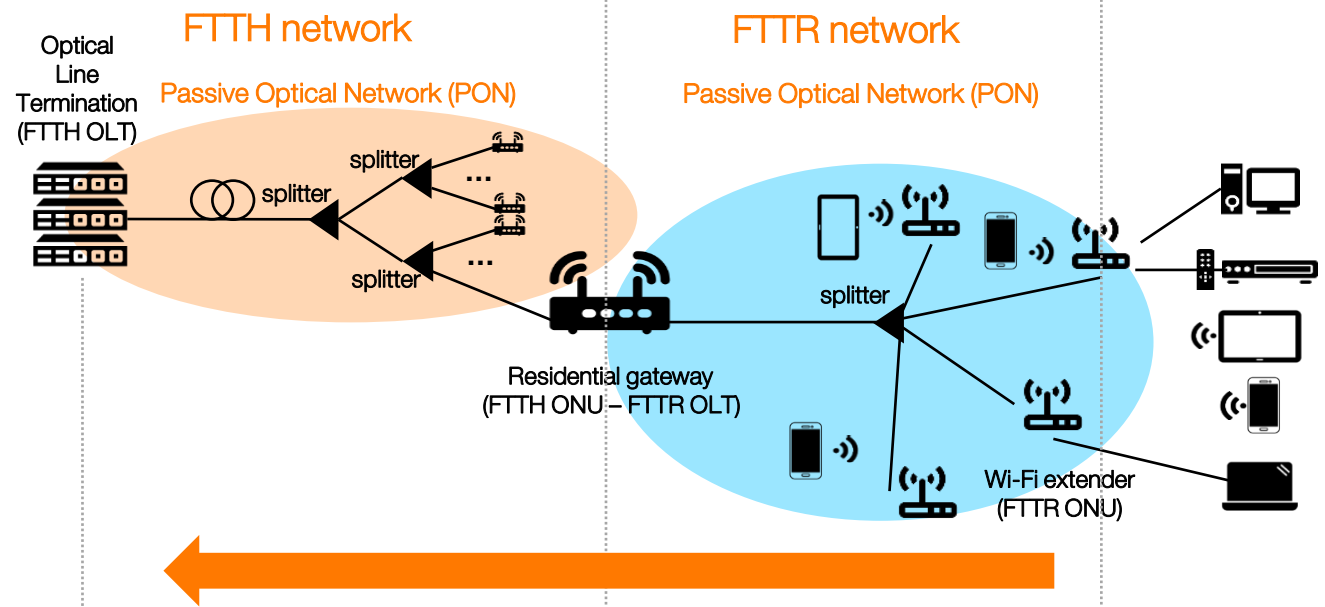 FTTH network
FTTR network
Optical
Line
Termination
(FTTH OLT)
Passive Optical Network (PON)
Passive Optical Network (PON)
splitter
...
splitter
splitter
...
splitter
Residential gateway
(FTTH ONU – FTTR OLT)
Wi-Fi extender
(FTTR ONU)